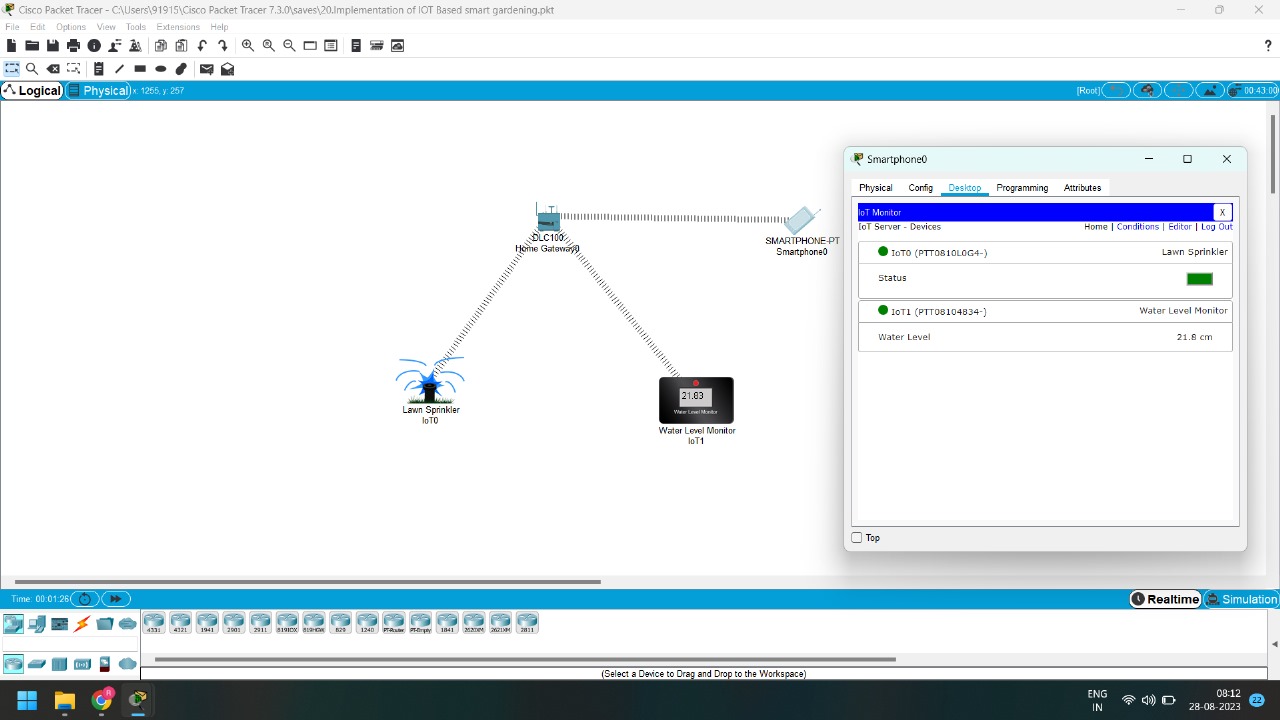 Cisco Packet Tracer - C:\Users\91915\Cisco Packet Tracer 7.3.0\saves\20.Implementation of IOT Based smart gardening.pkt
File Edit Options View Tools Extensions Help
?
Logical Physical x: 1255, y: 257 [Root] 00:43:00
Smartphone0
Physical Config Desktop Programming Attributes
IoT Monitor X
IoT Server - Devices Home | Conditions | Editor | Log Out
IoT0 (PTT0810L0G4-) Lawn Sprinkler
Status
IoT1 (PTT08104834-) Water Level Monitor
Water Level 21.8 cm
Top
DLC100
Home Gateway0
SMARTPHONE-PT
Smartphone0
Lawn Sprinkler
IoT0
21.83
Water Level Monitor
Water Level Monitor
IoT1
Time: 00:01:26 Realtime Simulation
4331 4321 1941 2901 2911 819IOX 819HGW 829 1240 PT-Router PT-Empty 1841 2620XM 2621XM 2811
(Select a Device to Drag and Drop to the Workspace)
ENG
IN
08:12
28-08-2023
22